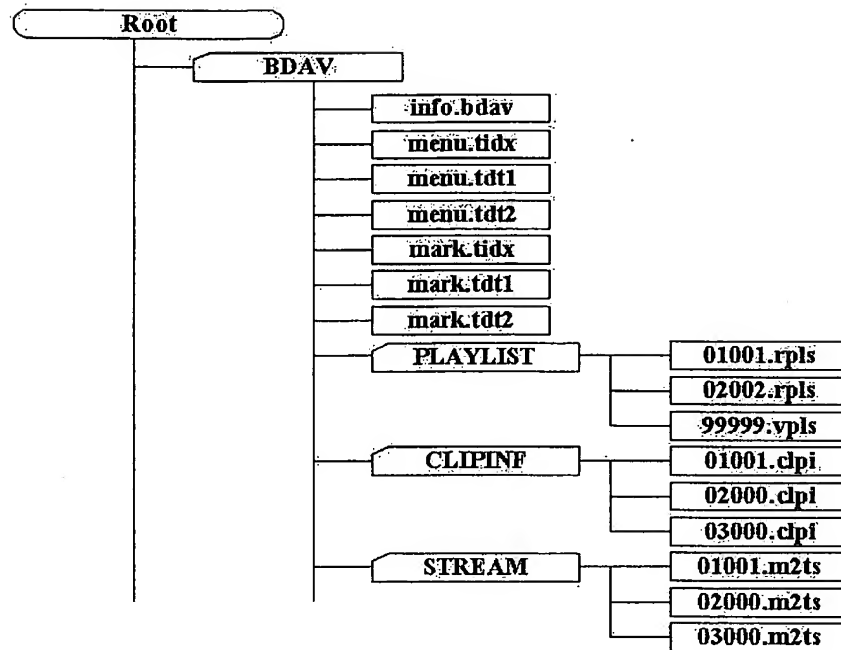 Root
BDAV
info.bdav
menu.tidx
menu.tdt1
menu.tdt2
mark.tidx
mark.tdt1
mark.tdt2
PLAYLIST
01001.rpls
02002.rpls
99999.vpls
CLIPINF
01001.clpi
02000.clpi
03000.clpi
STREAM
01001.m2ts
02000.m2ts
03000.m2ts